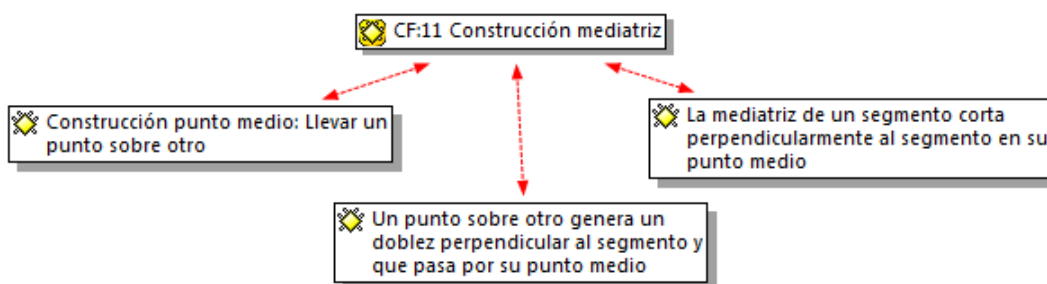 CF:11 Construcción mediatriz
Construcción punto medio: Llevar un
punto sobre otro
La mediatriz de un segmento corta
perpendicularmente al segmento en su
punto medio
Un punto sobre otro genera un
doblez perpendicular al segmento y
que pasa por su punto medio